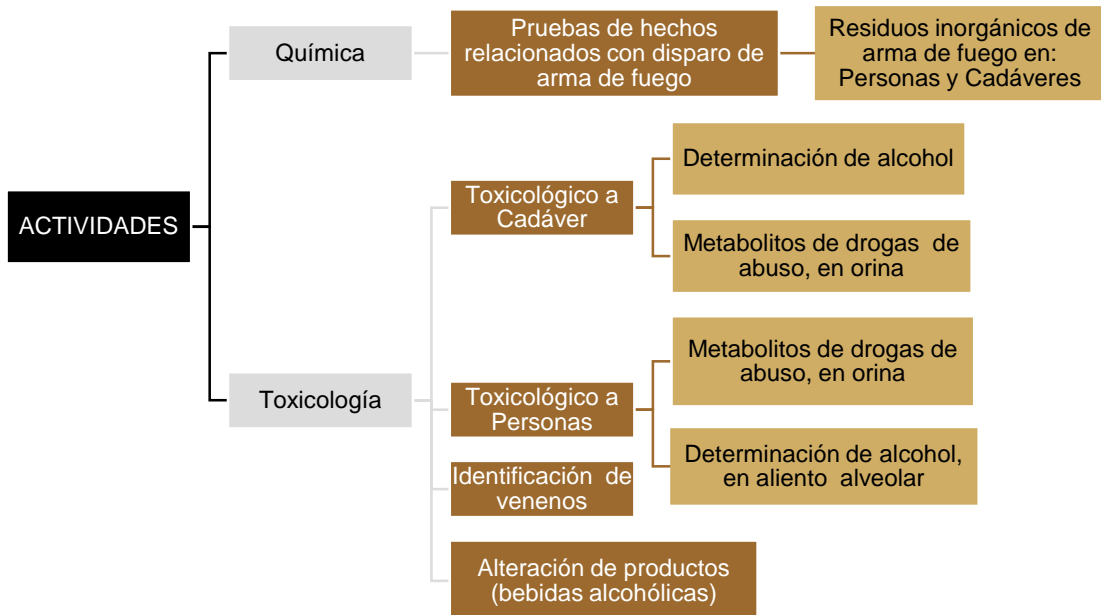 ACTIVIDADES
Química
Pruebas de hechos
relacionados con disparo de
arma de fuego
Residuos inorgánicos de
arma de fuego en:
Personas y Cadáveres
Toxicología
Toxicológico a
Cadáver
Determinación de alcohol
Metabolitos de drogas de
abuso, en orina
Toxicológico a
Personas
Metabolitos de drogas de
abuso, en orina
Determinación de alcohol,
en aliento alveolar
Identificación de
venenos
Alteración de productos
(bebidas alcohólicas)